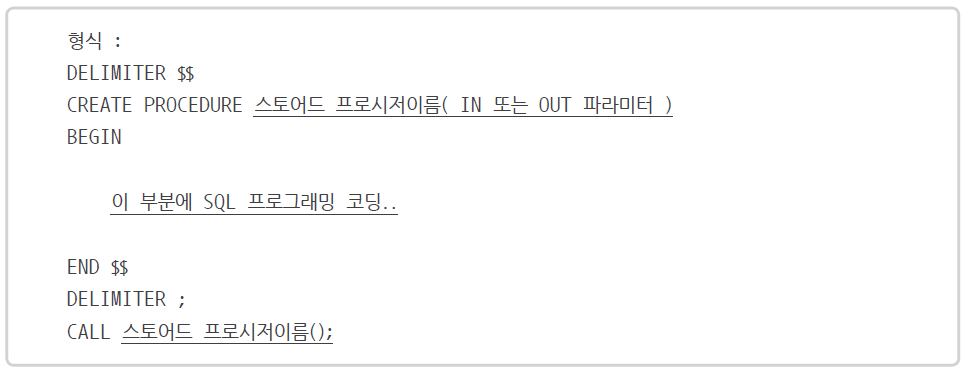 형식 :
DELIMITER $$
CREATE PROCEDURE 스토어드 프로시저이름( IN 또는 OUT 파라미터 )
BEGIN
이 부분에 SQL 프로그래밍 코딩..
END $$
DELIMITER ;
CALL 스토어드 프로시저이름();